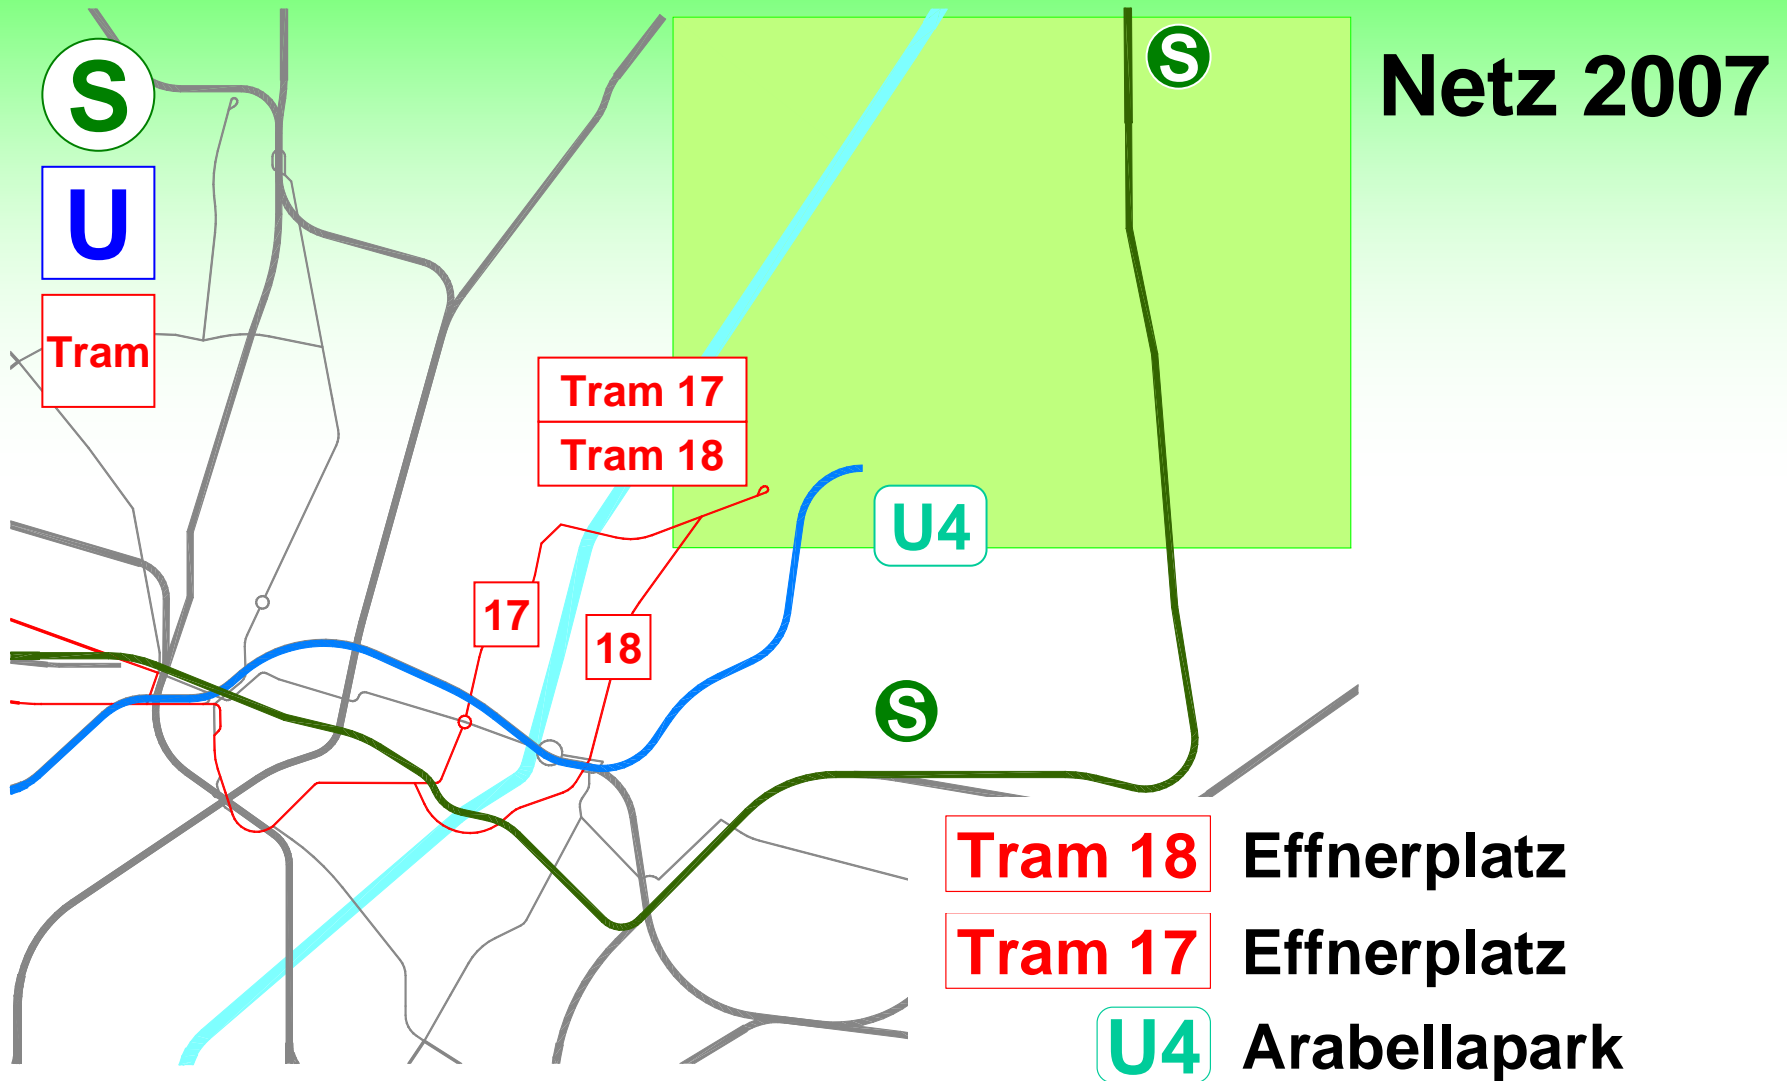 S
S
Netz 2007
U
Tram
Tram 17
Tram 18
U4
17
18
S
Tram 18 Effnerplatz
Tram 17 Effnerplatz
U4 Arabellapark